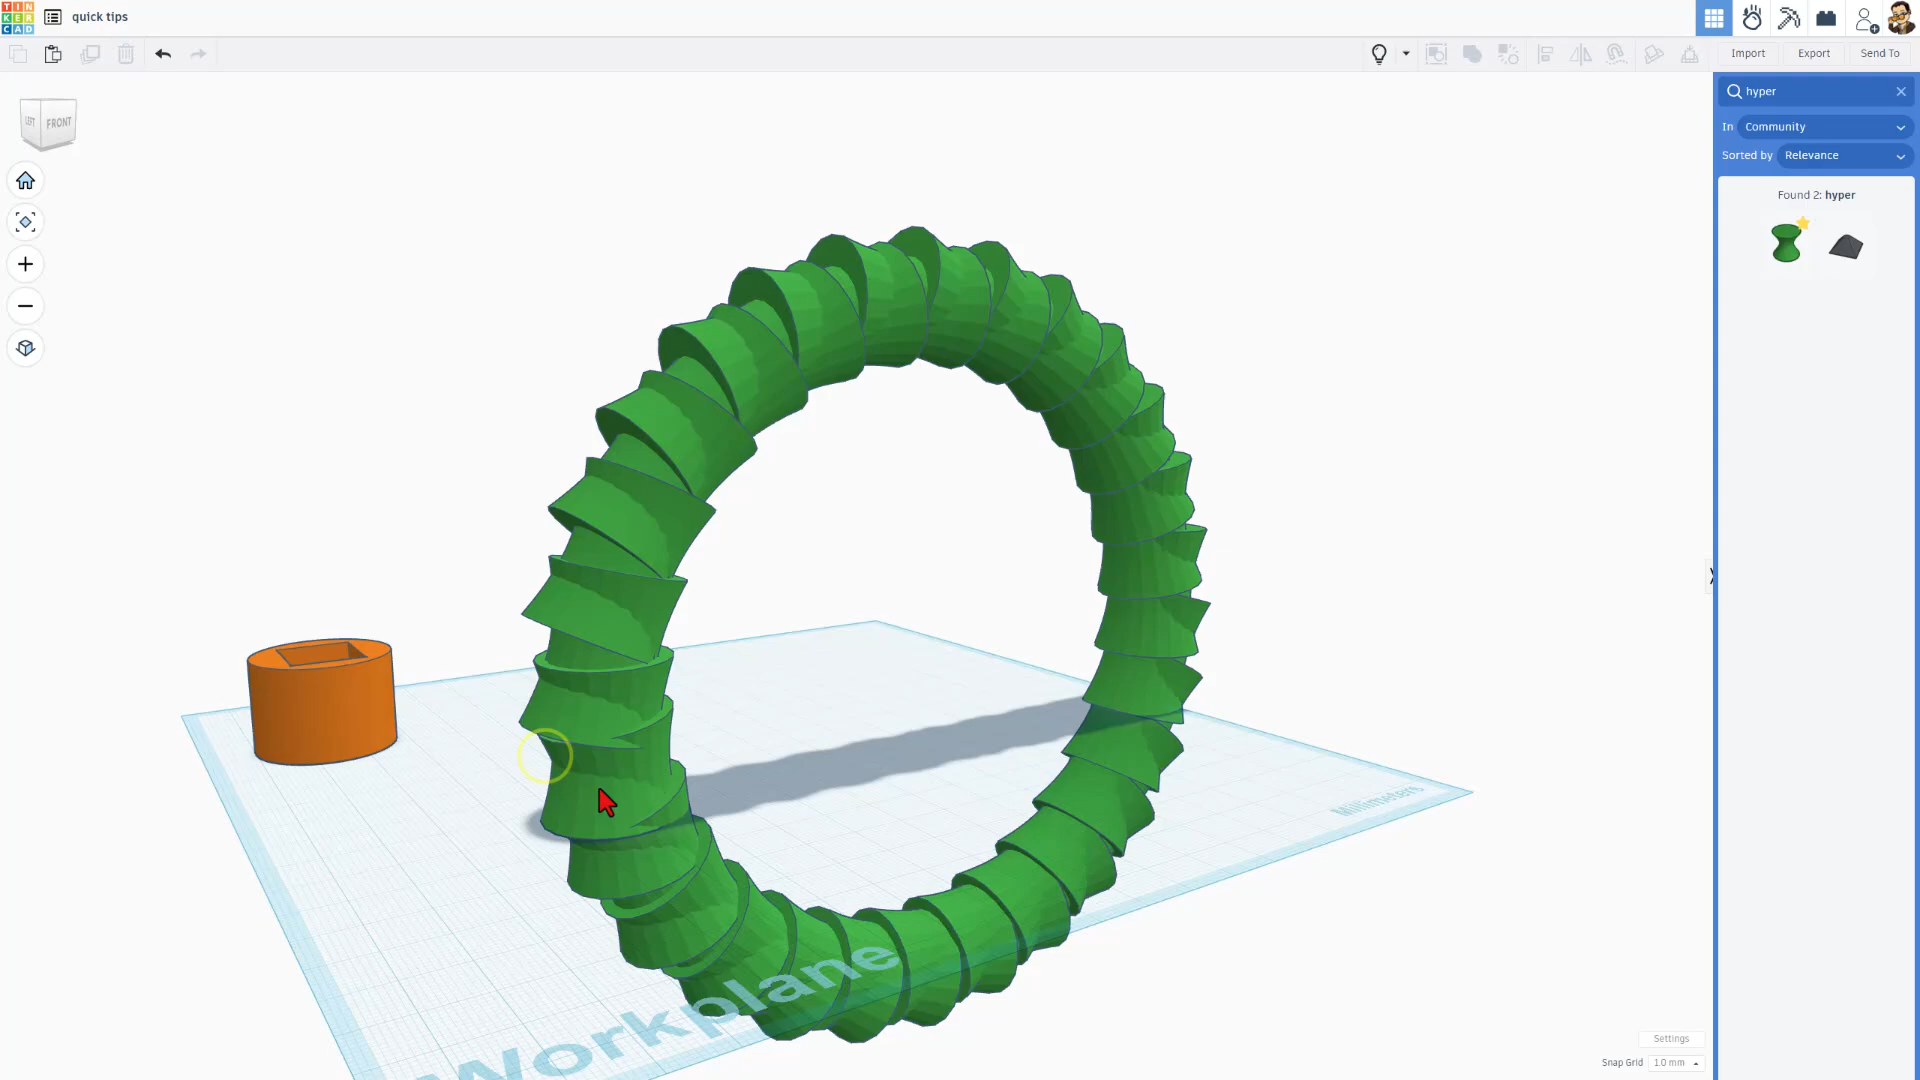 TIN
KER
CAD
quick tips
Import
Export
Send To
LEFT
FRONT
hyper
In
Community
Sorted by
Relevance
Found 2: hyper
Millimeters
Workplane
Settings
Snap Grid
1.0 mm